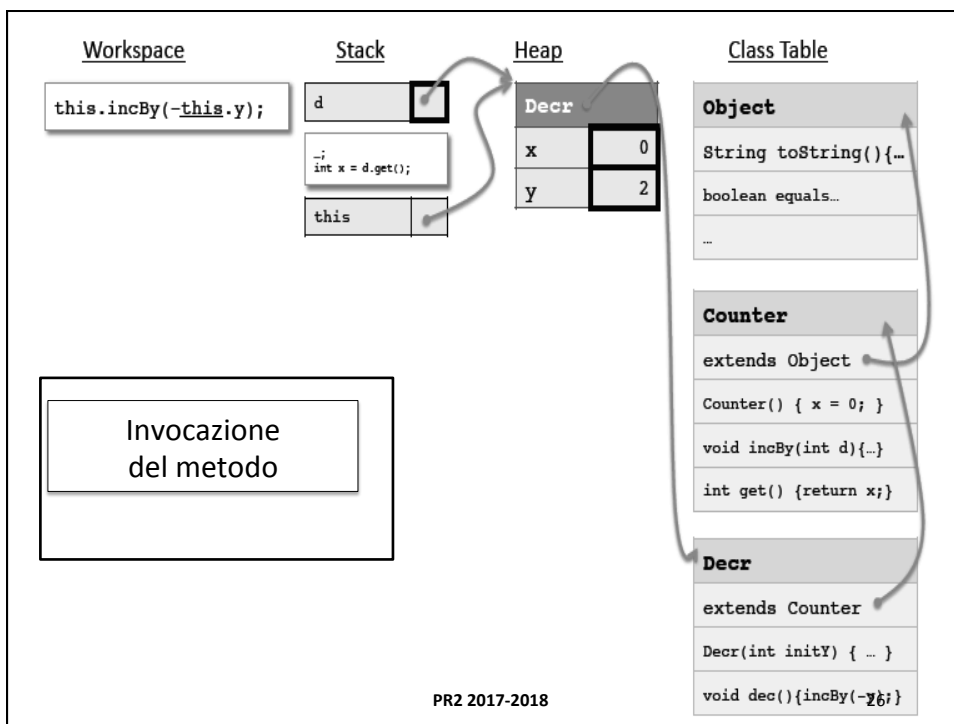 Workspace
Stack
Heap
Class Table
this.incBy(-this.y);
d
…;
int x = d.get();
this
Decr
x 0
y 2
Object
String toString(){…
boolean equals…
…
Counter
extends Object
Counter() { x = 0; }
void incBy(int d){…}
int get() {return x;}
Decr
extends Counter
Decr(int initY) { … }
void dec(){incBy(-y);}
Invocazione
del metodo
PR2 2017-2018
26